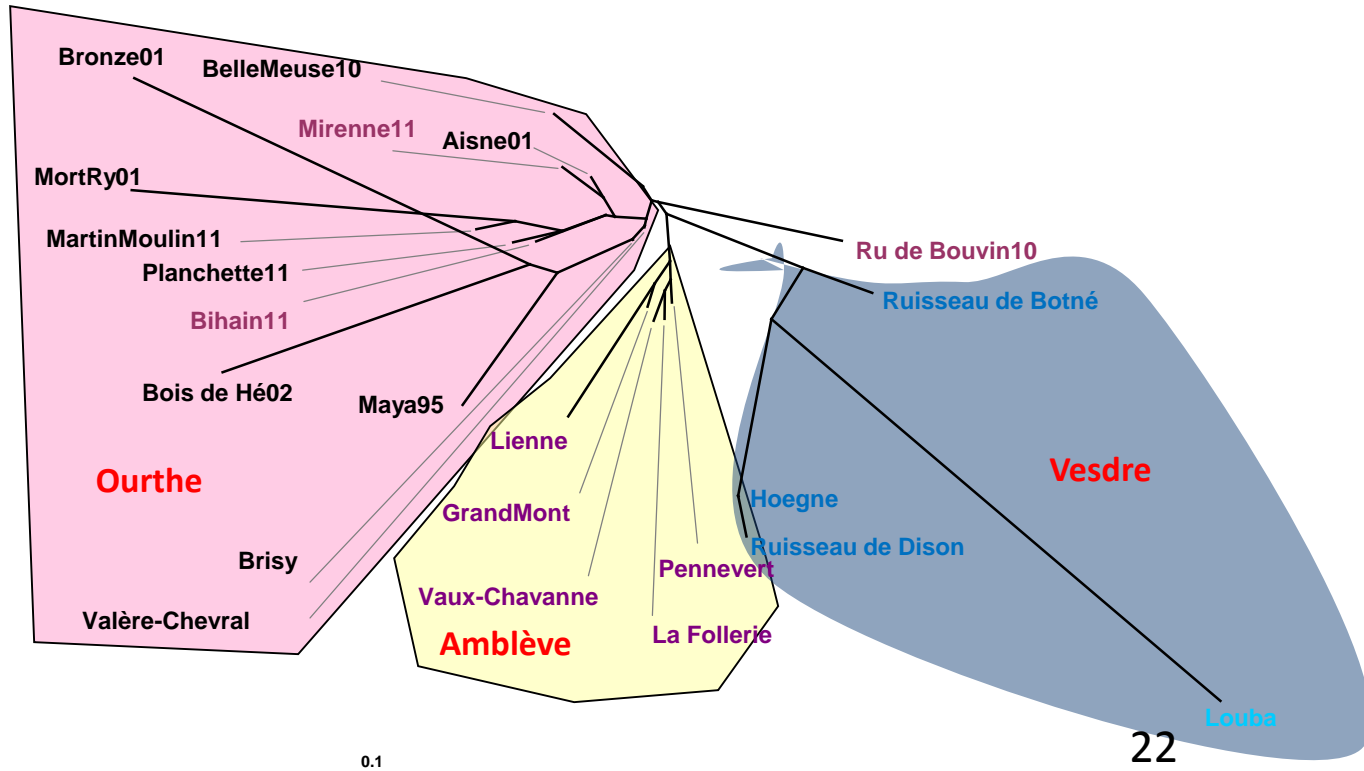 Bronze01
BelleMeuse10
Mirenne11
Aisne01
MortRy01
MartinMoulin11
Planchette11
Bihain11
Bois de Hé02
Maya95
Ourthe
Brisy
Valère-Chevral
Lienne
GrandMont
Vaux-Chavanne
Pennevert
La Follerie
Amblève
Ru de Bouvin10
Ruisseau de Botné
Vesdre
Hoegne
Ruisseau de Dison
Louba
0.1
22